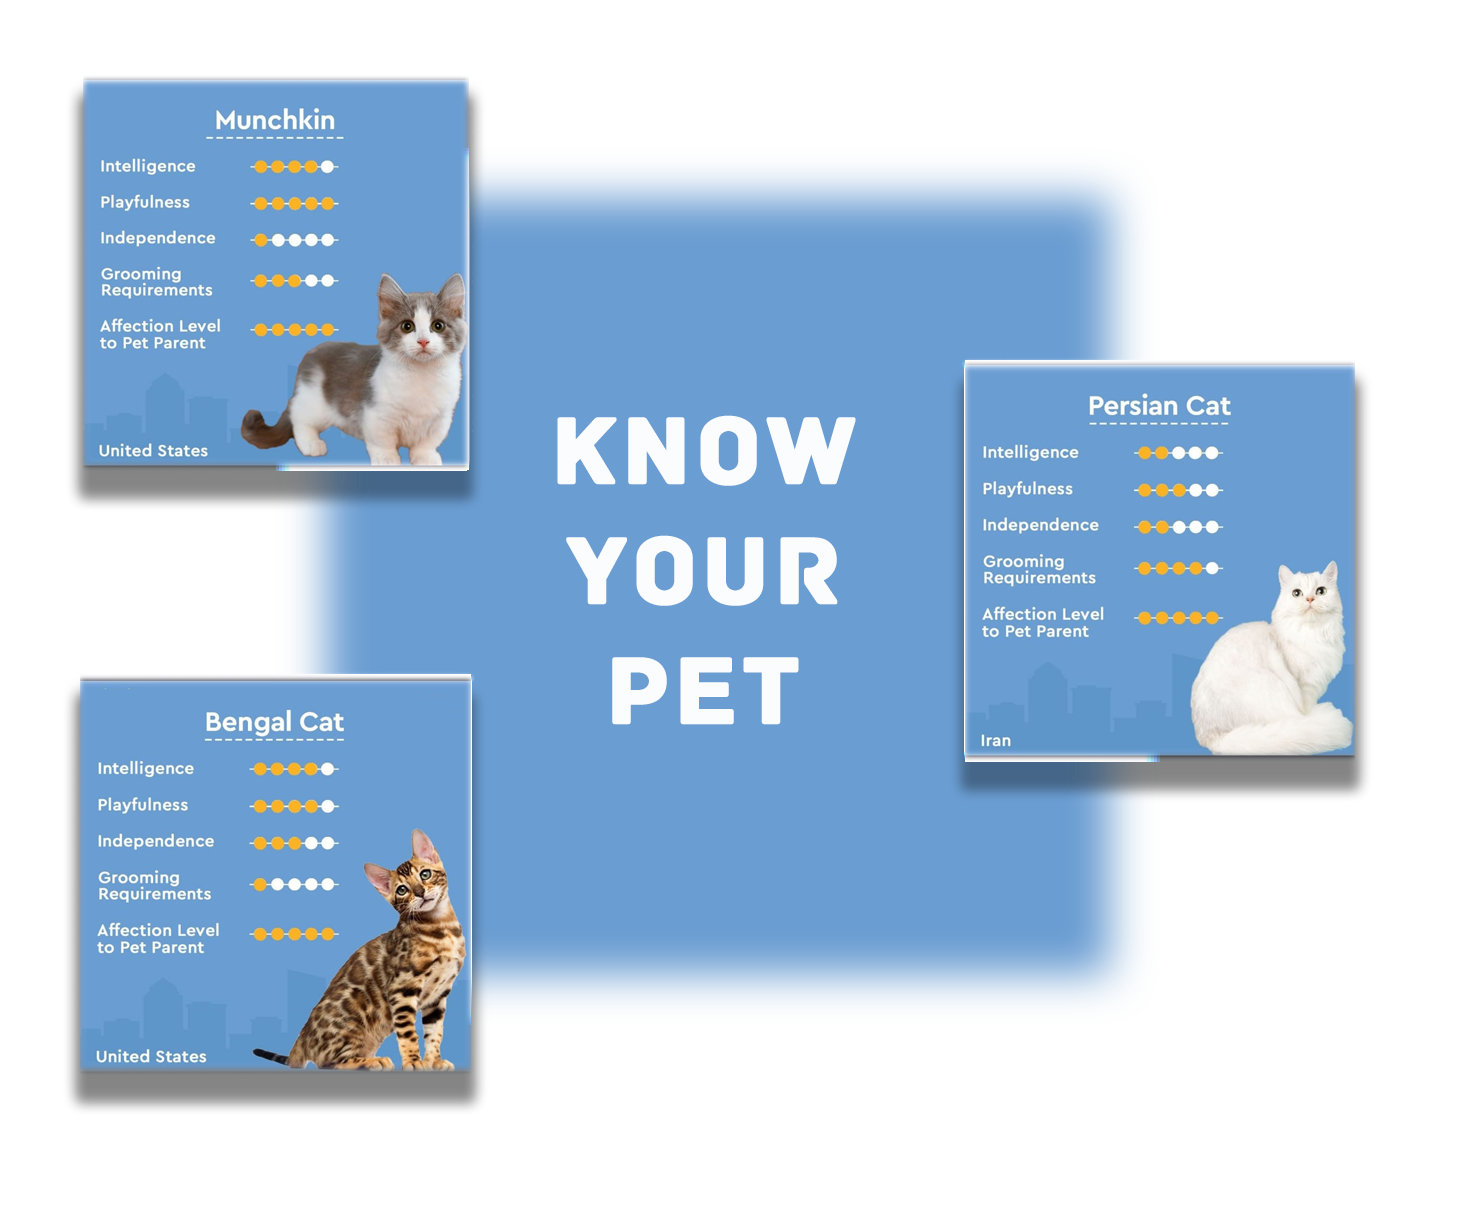 Munchkin
Intelligence
Playfulness
Independence
Grooming
Requirements
Affection Level
to Pet Parent
United States
KNOW
YOUR
PET
Persian Cat
Intelligence
Playfulness
Independence
Grooming
Requirements
Affection Level
to Pet Parent
Iran
Bengal Cat
Intelligence
Playfulness
Independence
Grooming
Requirements
Affection Level
to Pet Parent
United States